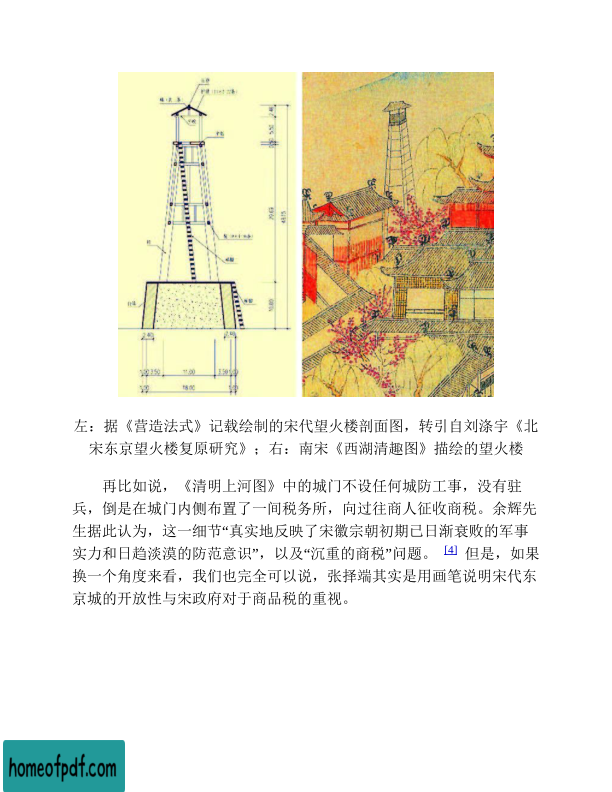 左：据《营造法式》记载绘制的宋代望火楼剖面图，转引自刘涤宇《北
宋东京望火楼复原研究》；右：南宋《西湖清趣图》描绘的望火楼
再比如说，《清明上河图》中的城门不设任何城防工事，没有驻
兵，倒是在城门内侧布置了一间税务所，向过往商人征收商税。余辉先
生据此认为，这一细节“真实地反映了宋徽宗朝初期已日渐衰败的军事
实力和日趋淡漠的防范意识”，以及“沉重的商税”问题。 [4] 但是，如果
换一个角度来看，我们也完全可以说，张择端其实是用画笔说明宋代东
京城的开放性与宋政府对于商品税的重视。
homeofpdf.com